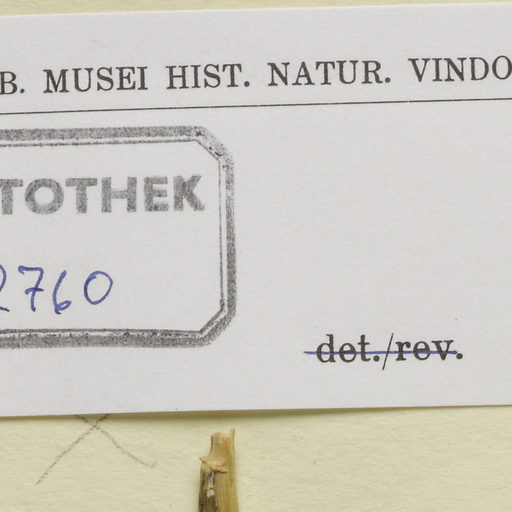 B. MUSEI HIST. NATUR. VINDO
TOTHEK
2760
det./rev.